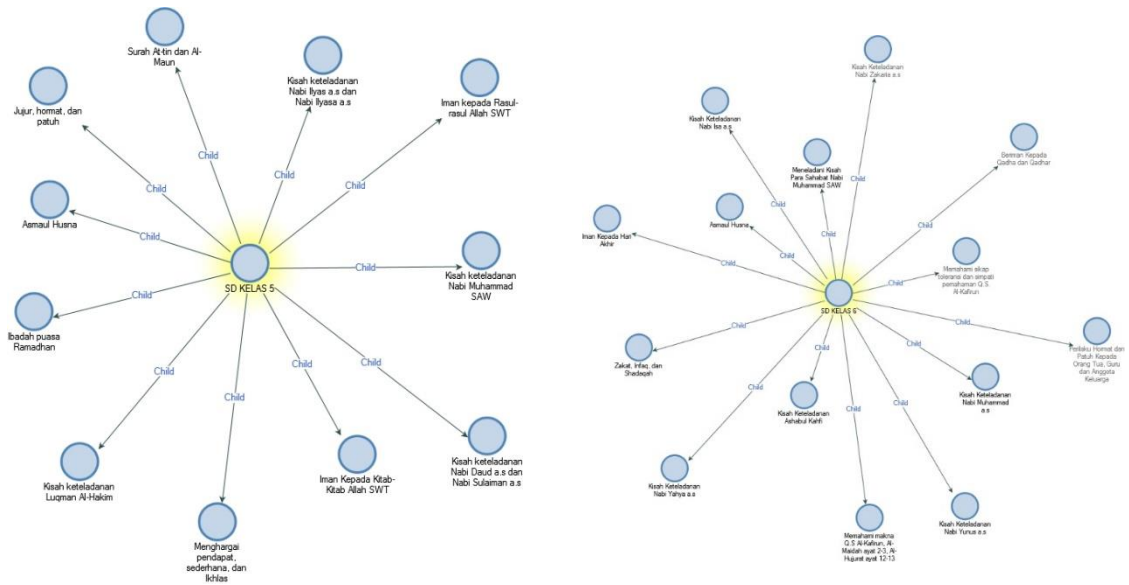 Surah At-tin dan Al-
Maun
Kisah keteladanan
Nabi Ilyas a.s dan
Nabi Ilyasa a.s
Iman kepada Rasul-
rasul Allah SWT
Jujur, hormat, dan
patuh
Child
Child
Child
Child
Child
Asmaul Husna
Child
Child
SD KELAS 5
Kisah keteladanan
Nabi Muhammad
SAW
Ibadah puasa
Ramadhan
Child
Child
Child
Child
Child
Kisah keteladanan
Luqman Al-Hakim
Iman Kepada Kitab-
Kitab Allah SWT
Kisah keteladanan
Nabi Daud a.s dan
Nabi Sulaiman a.s
Menghargai
pendapat,
sederhana, dan
Ikhlas
Kisah Keteladanan
Nabi Zakaria a.s
Kisah Keteladanan
Nabi Isa a.s
Meneladani Kisah
Para Sahabat Nabi
Muhammad SAW
Beriman Kepada
Qadha dan Qadhar
Child
Child
Asmaul Husna
Child
Child
Child
Iman Kepada Hari
Akhir
Child
Child
Memahami sikap
toleransi dan empati
pemahaman Q.S
Al-Kafirun
SD KELAS 6
Child
Child
Perilaku Hormat dan
Patuh Kepada
Orang Tua, Guru
dan Anggota
Keluarga
Zakat, Infaq, dan
Shadaqah
Child
Child
Child
Kisah Keteladanan
Nabi Muhammad
a.s
Kisah Keteladanan
Ashabul Kahfi
Child
Child
Kisah Keteladanan
Nabi Yahya a.s
Memahami makna
Q.S Al-Kafirun, Al-
Maidah ayat 2-3, Al-
Hujurat ayat 12-13
Kisah Keteladanan
Nabi Yunus a.s